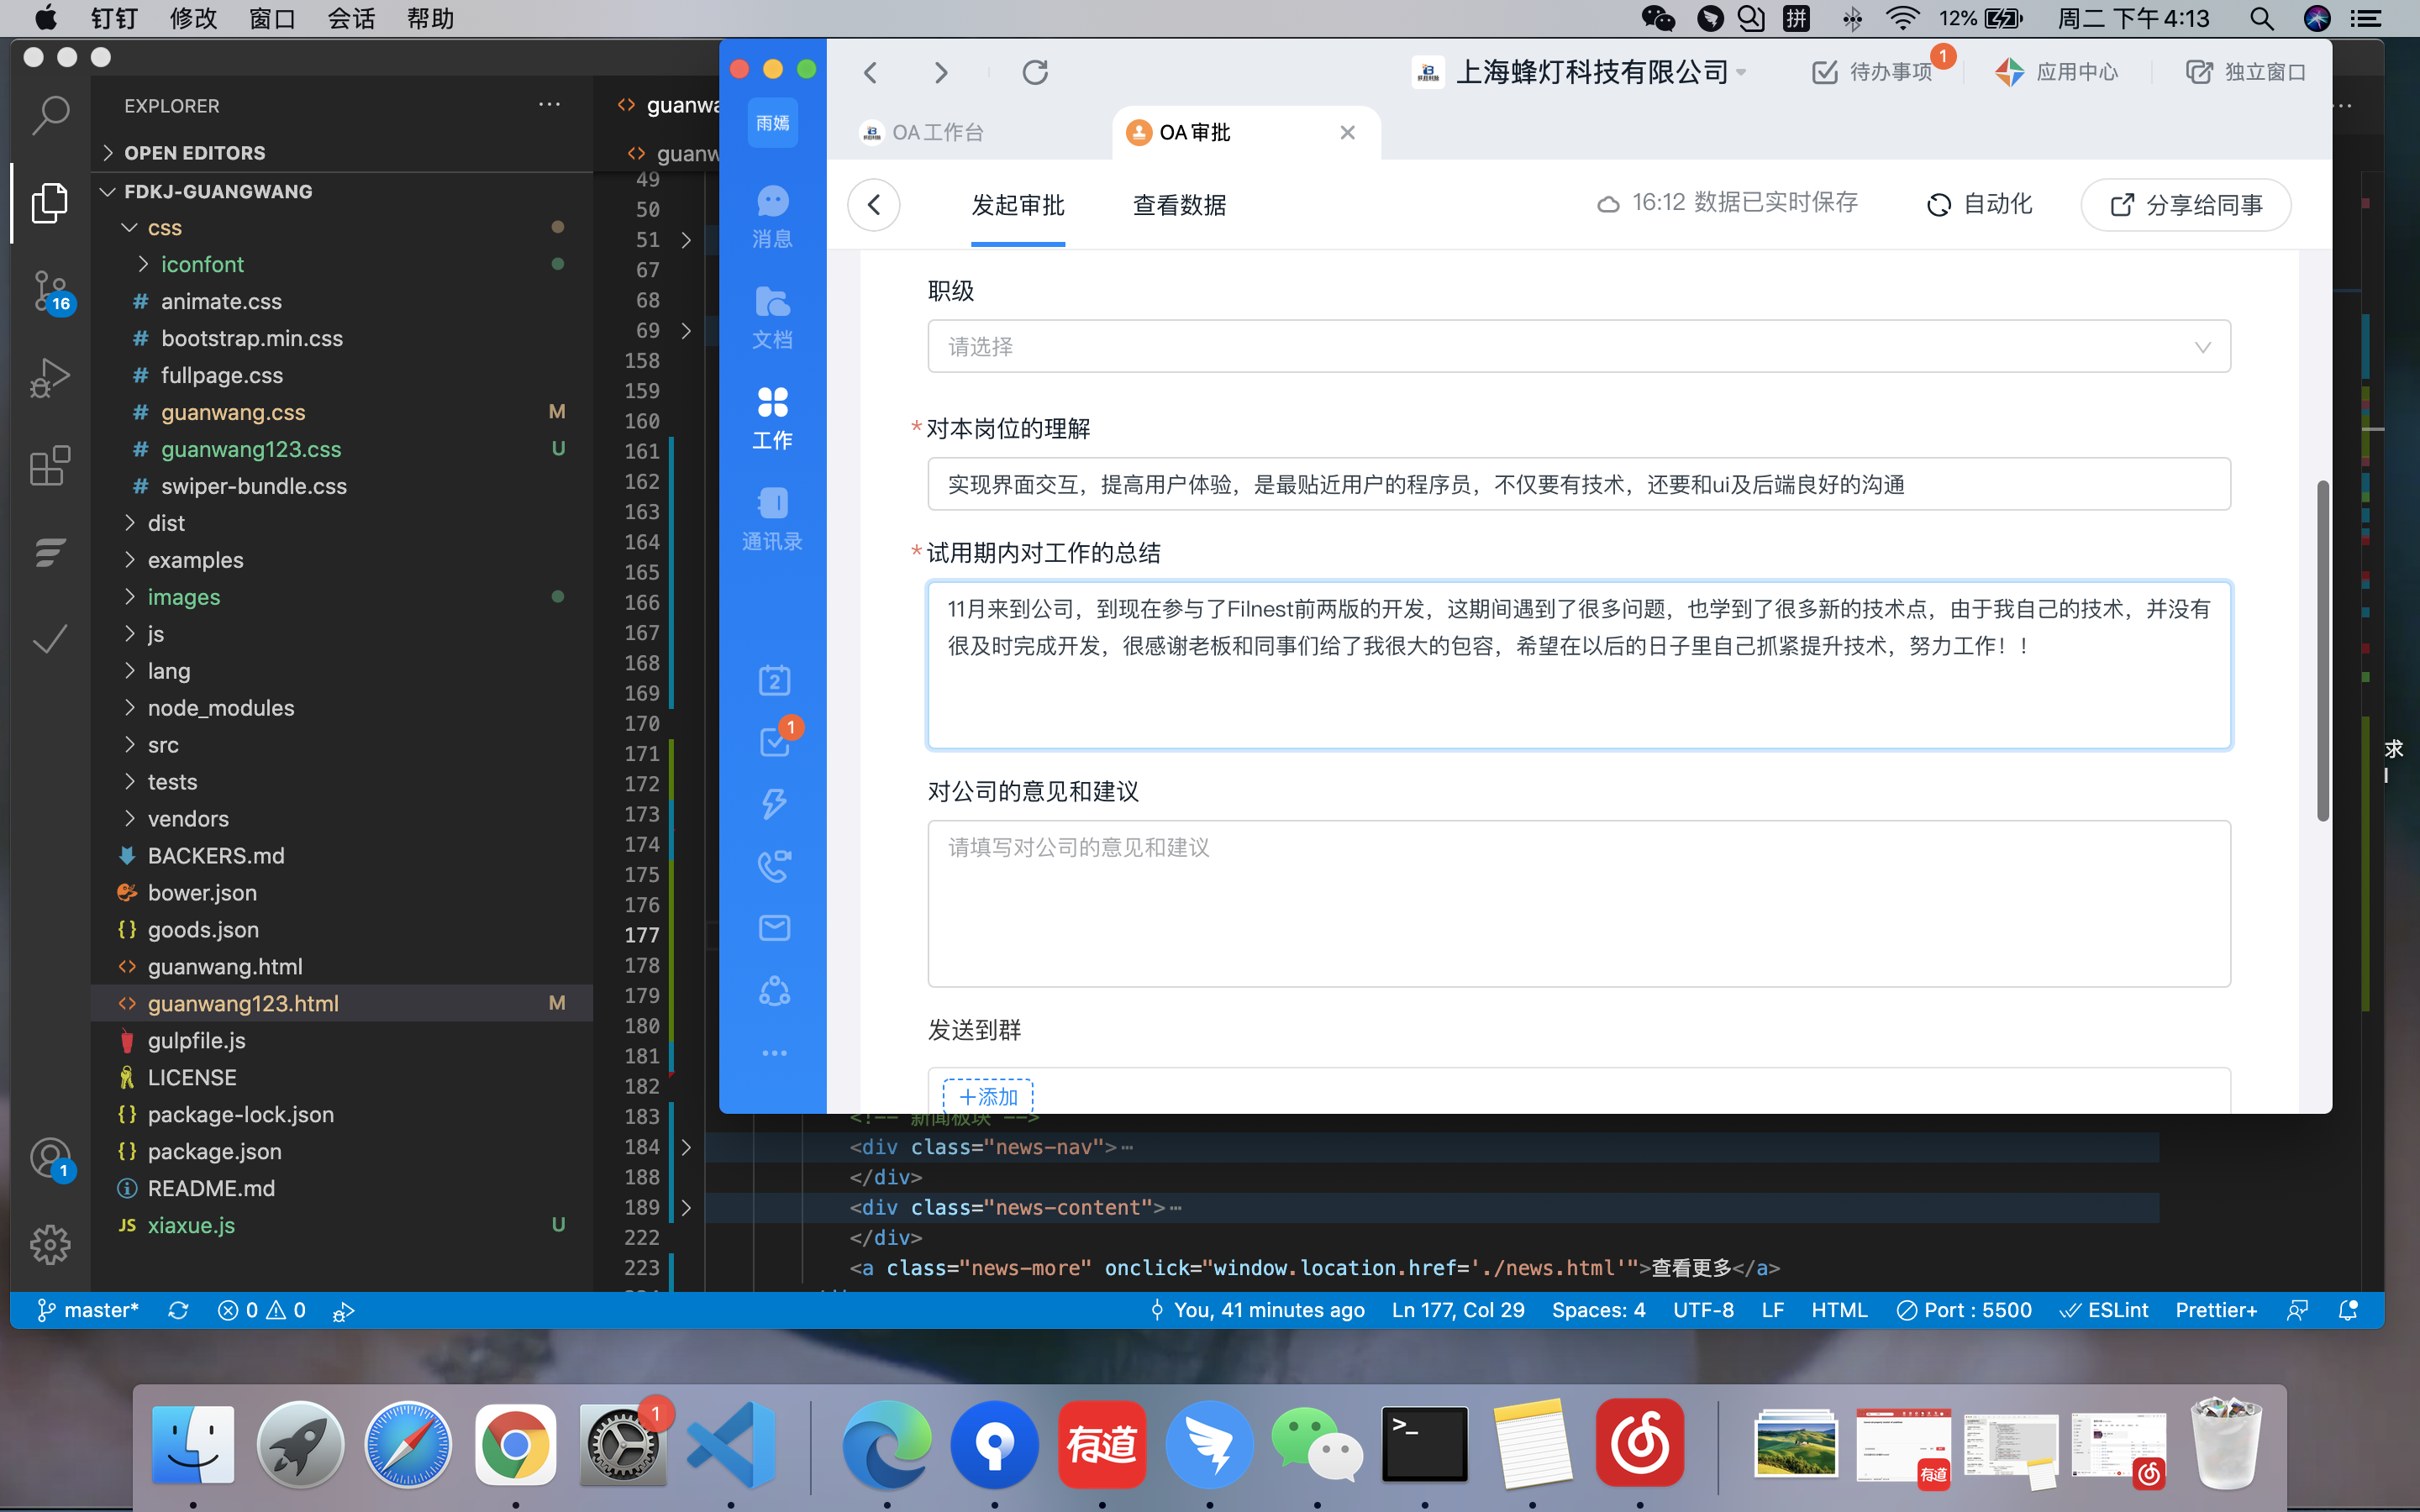 钉钉 修改 窗口 会话 帮助
拼 12% 周二 下午4:13
EXPLORER
OPEN EDITORS
FDKJ-GUANGWANG
css
iconfont
# animate.css
# bootstrap.min.css
# fullpage.css
# guanwang.css M
# guanwang123.css U
# swiper-bundle.css
dist
examples
images
js
lang
node_modules
src
tests
vendors
BACKERS.md
bower.json
{} goods.json
<> guanwang.html
<> guanwang123.html M
gulpfile.js
LICENSE
{} package-lock.json
{} package.json
README.md
JS xiaxue.js U
16
1
<> guanwa
<> guanw
49
50
51
67
68
69
158
159
160
161
162
163
164
165
166
167
168
169
170
171
172
173
174
175
176
177
178
179
180
181
182
183 <!-- 新闻板块 -->
184 <div class="news-nav">…
188 </div>
189 <div class="news-content">…
222 </div>
223 <a class="news-more" onclick="window.location.href='./news.html'">查看更多</a>
雨嫣
消息
文档
工作
通讯录
2
1
上海蜂灯科技有限公司
待办事项 1
应用中心
独立窗口
OA工作台
OA审批
发起审批
查看数据
16:12 数据已实时保存
自动化
分享给同事
职级
请选择
*对本岗位的理解
实现界面交互，提高用户体验，是最贴近用户的程序员，不仅要有技术，还要和ui及后端良好的沟通
*试用期内对工作的总结
11月来到公司，到现在参与了Filnest前两版的开发，这期间遇到了很多问题，也学到了很多新的技术点，由于我自己的技术，并没有
很及时完成开发，很感谢老板和同事们给了我很大的包容，希望在以后的日子里自己抓紧提升技术，努力工作！！
对公司的意见和建议
请填写对公司的意见和建议
发送到群
+添加
求
master* 0 0 You, 41 minutes ago Ln 177, Col 29 Spaces: 4 UTF-8 LF HTML Port : 5500 ESLint Prettier+
1
有道
>_
有道